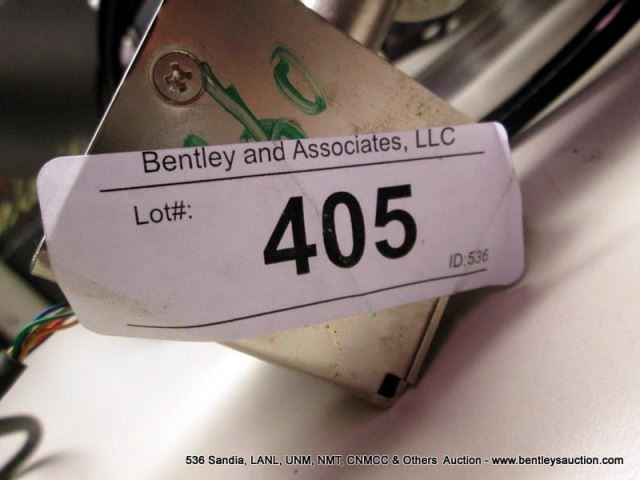 Bentley and Associates, LLC
Lot#:
405
ID:536
536 Sandia, LANL, UNM, NMT, CNMCC & Others Auction - www.bentleysauction.com